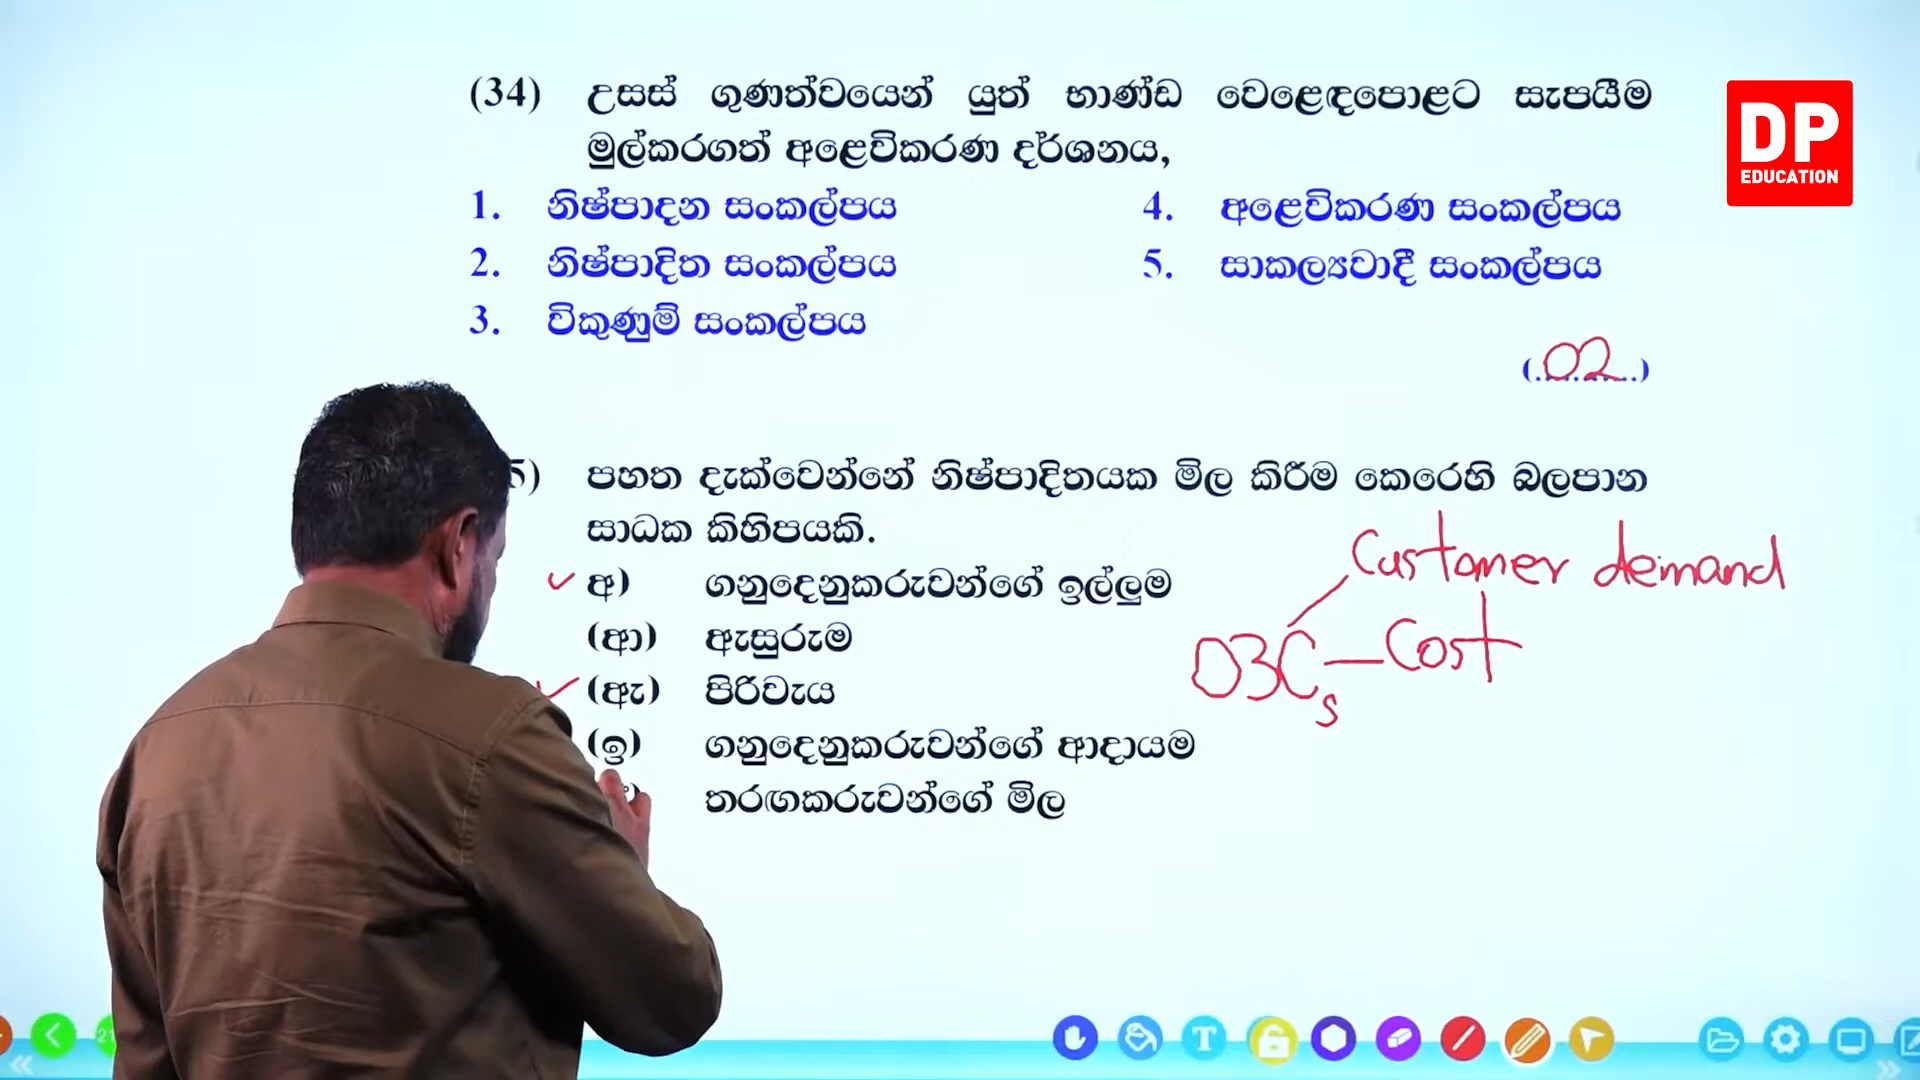 (34) උසස් ගුණත්වයෙන් යුත් භාණ්ඩ වෙළෙඳපොළට සැපයීම
මුල්කරගත් අළෙවිකරණ දර්ශනය,
1. නිෂ්පාදන සංකල්පය
4. අළෙවිකරණ සංකල්පය
2. නිෂ්පාදිත සංකල්පය
5. සාකල්‍යවාදී සංකල්පය
3. විකුණුම් සංකල්පය
(..02..)
DP
EDUCATION
5) පහත දැක්වෙන්නේ නිෂ්පාදිතයක මිල කිරීම කෙරෙහි බලපාන
සාධක කිහිපයකි.
අ) ගනුදෙනුකරුවන්ගේ ඉල්ලුම
(ආ) ඇසුරුම
(ඇ) පිරිවැය
(ඉ) ගනුදෙනුකරුවන්ගේ ආදායම
තරඟකරුවන්ගේ මිල
Customer demand
03Cs — Cost
21
T